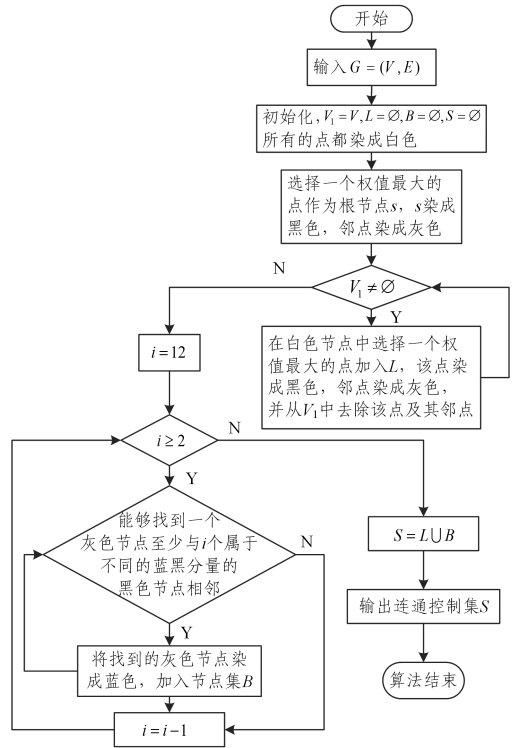 开始
输入G=(V,E)
初始化,V₁=V,L=∅,B=∅,S=∅
所有的点都染成白色
选择一个权值最大的
点作为根节点s，s染成
黑色，邻点染成灰色
N
V₁≠∅
Y
在白色节点中选择一个权
值最大的点加入L，该点染
成黑色，邻点染成灰色，
并从V₁中去除该点及其邻点
i=12
i≥2
N
Y
能够找到一个
灰色节点至少与i个属于
不同的蓝黑分量的
黑色节点相邻
N
Y
将找到的灰色节点染
成蓝色，加入节点集B
i=i-1
S=L∪B
输出连通控制集S
算法结束